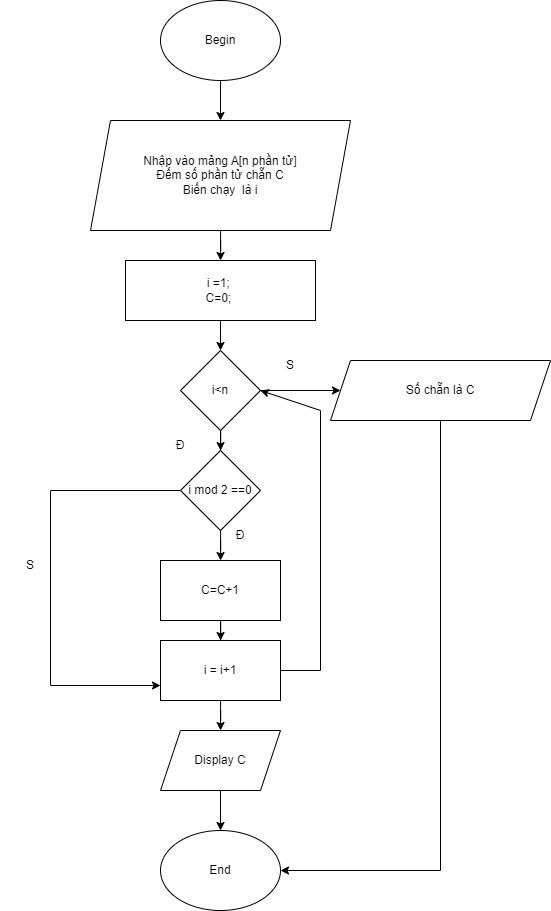 Begin
Nhập vào mảng A[n phần tử]
Đếm số phần tử chẵn C
Biến chạy là i
i =1;
C=0;
S
i<n
Số chẵn là C
Đ
i mod 2 ==0
Đ
S
C=C+1
i = i+1
Display C
End